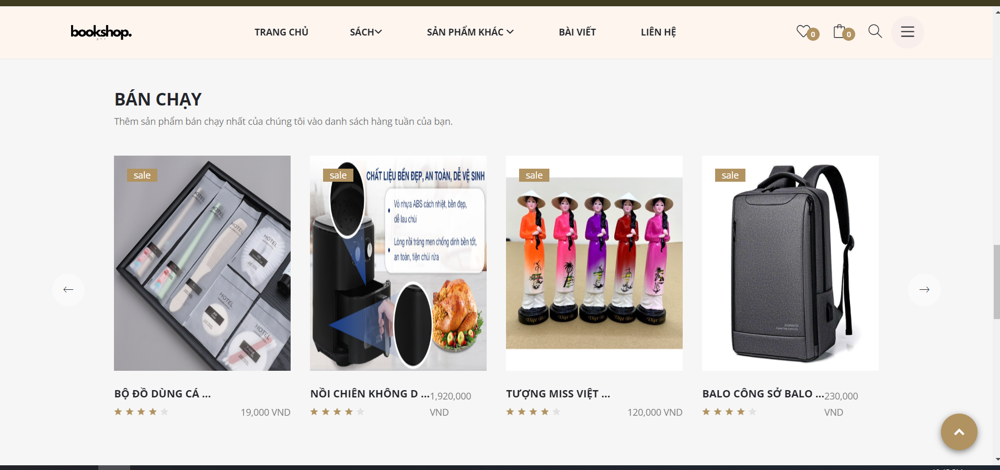 bookshop.
TRANG CHỦ
SÁCH
SẢN PHẨM KHÁC
BÀI VIẾT
LIÊN HỆ
0
0
BÁN CHẠY
Thêm sản phẩm bán chạy nhất của chúng tôi vào danh sách hàng tuần của bạn.
sale
HOTEL
HOTEL
HOTEL
HOTEL
HOTEL
HOTEL
sale
CHẤT LIỆU BỀN ĐẸP, AN TOÀN, DỄ VỆ SINH
Vỏ nhựa ABS cách nhiệt, bền đẹp,
dễ lau chùi
Lòng nồi tráng men chống dính bền tốt,
an toàn, tiện chùi rửa
sale
sale
BỘ ĐỒ DÙNG CÁ ...
19,000 VND
NỒI CHIÊN KHÔNG D ...
1,920,000
VND
TƯỢNG MISS VIỆT ...
120,000 VND
BALO CÔNG SỞ BALO ...
230,000
VND